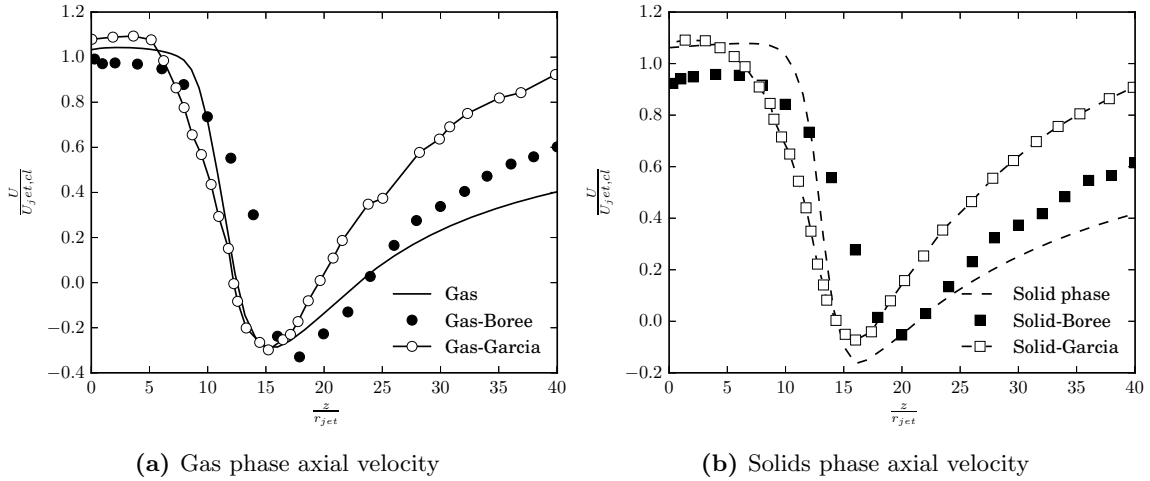 1.2
1.0
0.8
0.6
0.4
0.2
0.0
−0.2
−0.4
0 5 10 15 20 25 30 35 40
U
U_jet,cl
z
r_jet
Gas
Gas-Boree
Gas-Garcia
(a) Gas phase axial velocity
1.2
1.0
0.8
0.6
0.4
0.2
0.0
−0.2
0 5 10 15 20 25 30 35 40
U
U_jet,cl
z
r_jet
Solid phase
Solid-Boree
Solid-Garcia
(b) Solids phase axial velocity